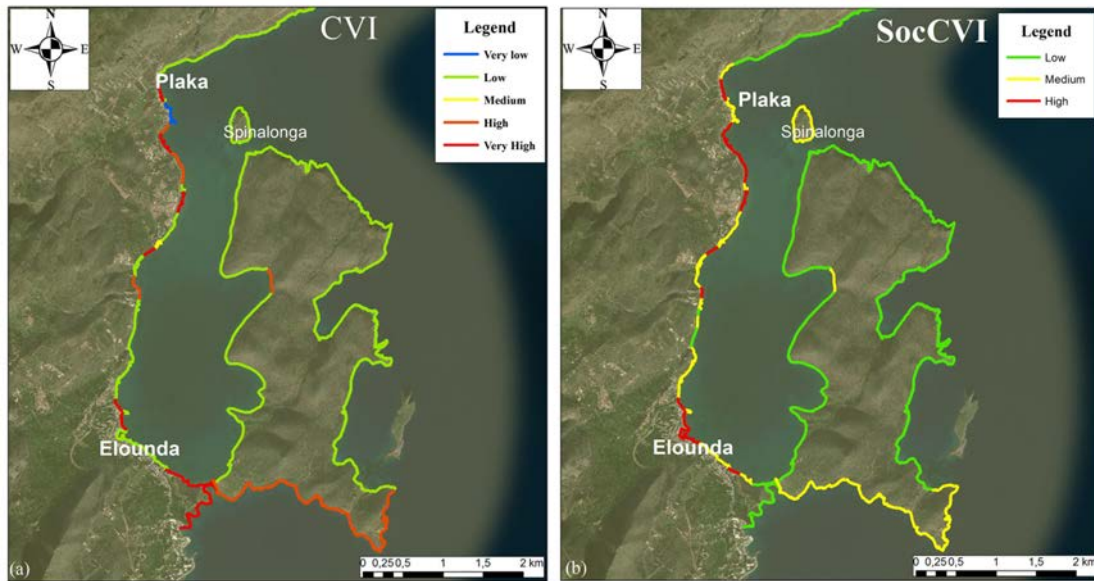 CVI
Legend
Very low
Low
Medium
High
Very High
N
W E
S
Plaka
Spinalonga
Elounda
(a)
0 0,25 0,5 1 1,5 2 km
SocCVI
Legend
Low
Medium
High
N
W E
S
Plaka
Spinalonga
Elounda
(b)
0 0,25 0,5 1 1,5 2 km